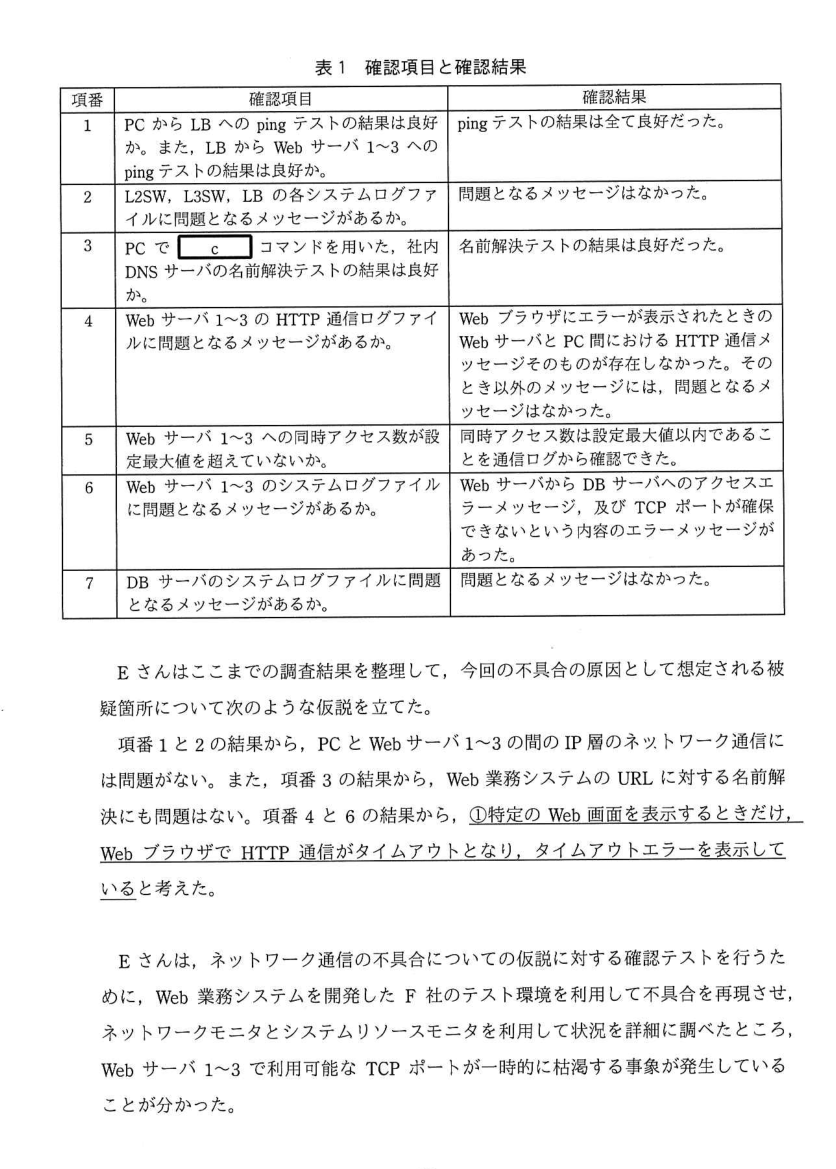 表1 確認項目と確認結果
項番 確認項目 確認結果
1 PC から LB への ping テストの結果は良好 ping テストの結果は全て良好だった。
か。また，LB から Web サーバ 1～3 への
ping テストの結果は良好か。
2 L2SW，L3SW，LB の各システムログファ 問題となるメッセージはなかった。
イルに問題となるメッセージがあるか。
3 PC で c コマンドを用いた，社内 名前解決テストの結果は良好だった。
DNS サーバの名前解決テストの結果は良好
か。
4 Web サーバ 1～3 の HTTP 通信ログファイ Web ブラウザにエラーが表示されたときの
ルに問題となるメッセージがあるか。 Web サーバと PC 間における HTTP 通信メ
ッセージそのものが存在しなかった。その
とき以外のメッセージには，問題となるメ
ッセージはなかった。
5 Web サーバ 1～3 への同時アクセス数が設 同時アクセス数は設定最大値以内であるこ
定最大値を超えていないか。 とを通信ログから確認できた。
6 Web サーバ 1～3 のシステムログファイル Web サーバから DB サーバへのアクセスエ
に問題となるメッセージがあるか。 ラーメッセージ，及び TCP ポートが確保
できないという内容のエラーメッセージが
あった。
7 DB サーバのシステムログファイルに問題 問題となるメッセージはなかった。
となるメッセージがあるか。
E さんはここまでの調査結果を整理して，今回の不具合の原因として想定される被
疑箇所について次のような仮説を立てた。
項番 1 と 2 の結果から，PC と Web サーバ 1～3 の間の IP 層のネットワーク通信に
は問題がない。また，項番 3 の結果から，Web 業務システムの URL に対する名前解
決にも問題はない。項番 4 と 6 の結果から，①特定の Web 画面を表示するときだけ，
Web ブラウザで HTTP 通信がタイムアウトとなり，タイムアウトエラーを表示して
いると考えた。
E さんは，ネットワーク通信の不具合についての仮説に対する確認テストを行うた
めに，Web 業務システムを開発した F 社のテスト環境を利用して不具合を再現させ，
ネットワークモニタとシステムリソースモニタを利用して状況を詳細に調べたところ，
Web サーバ 1～3 で利用可能な TCP ポートが一時的に枯渇する事象が発生している
ことが分かった。